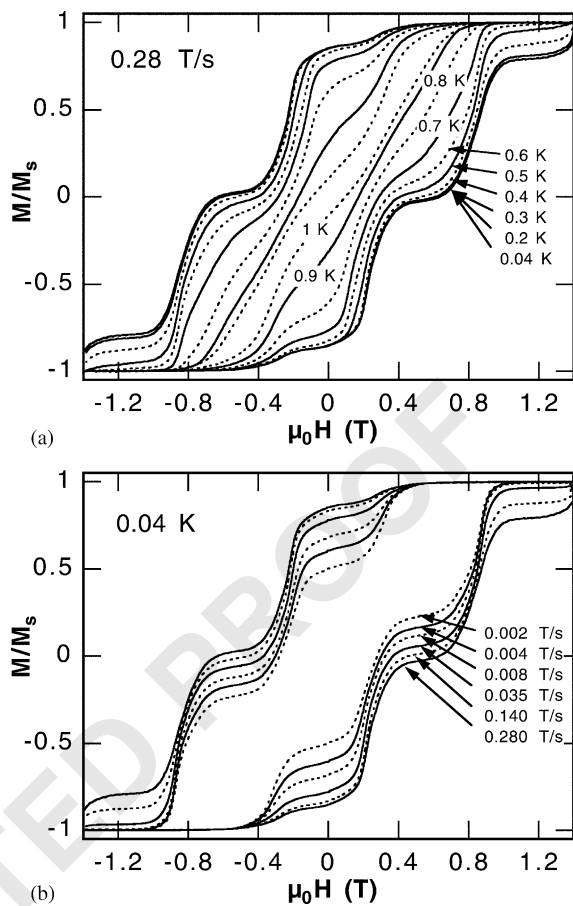 1
0.28 T/s
0.5
0.8 K
0.7 K
0.6 K
0.5 K
0.4 K
0.3 K
0.2 K
0.04 K
M/Ms
0
1 K
0.9 K
-0.5
-1
-1.2 -0.8 -0.4 0 0.4 0.8 1.2
(a)
µ0H (T)
1
0.04 K
0.5
M/Ms
0
0.002 T/s
0.004 T/s
0.008 T/s
0.035 T/s
0.140 T/s
0.280 T/s
-0.5
-1
-1.2 -0.8 -0.4 0 0.4 0.8 1.2
(b)
µ0H (T)
TED PROOF